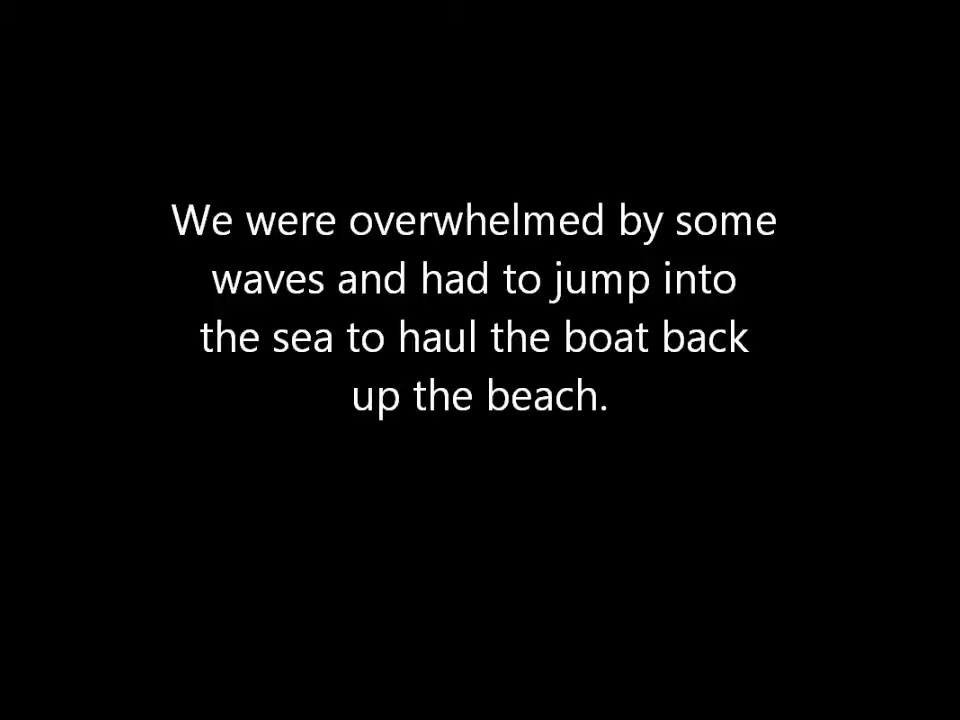 We were overwhelmed by some
waves and had to jump into
the sea to haul the boat back
up the beach.